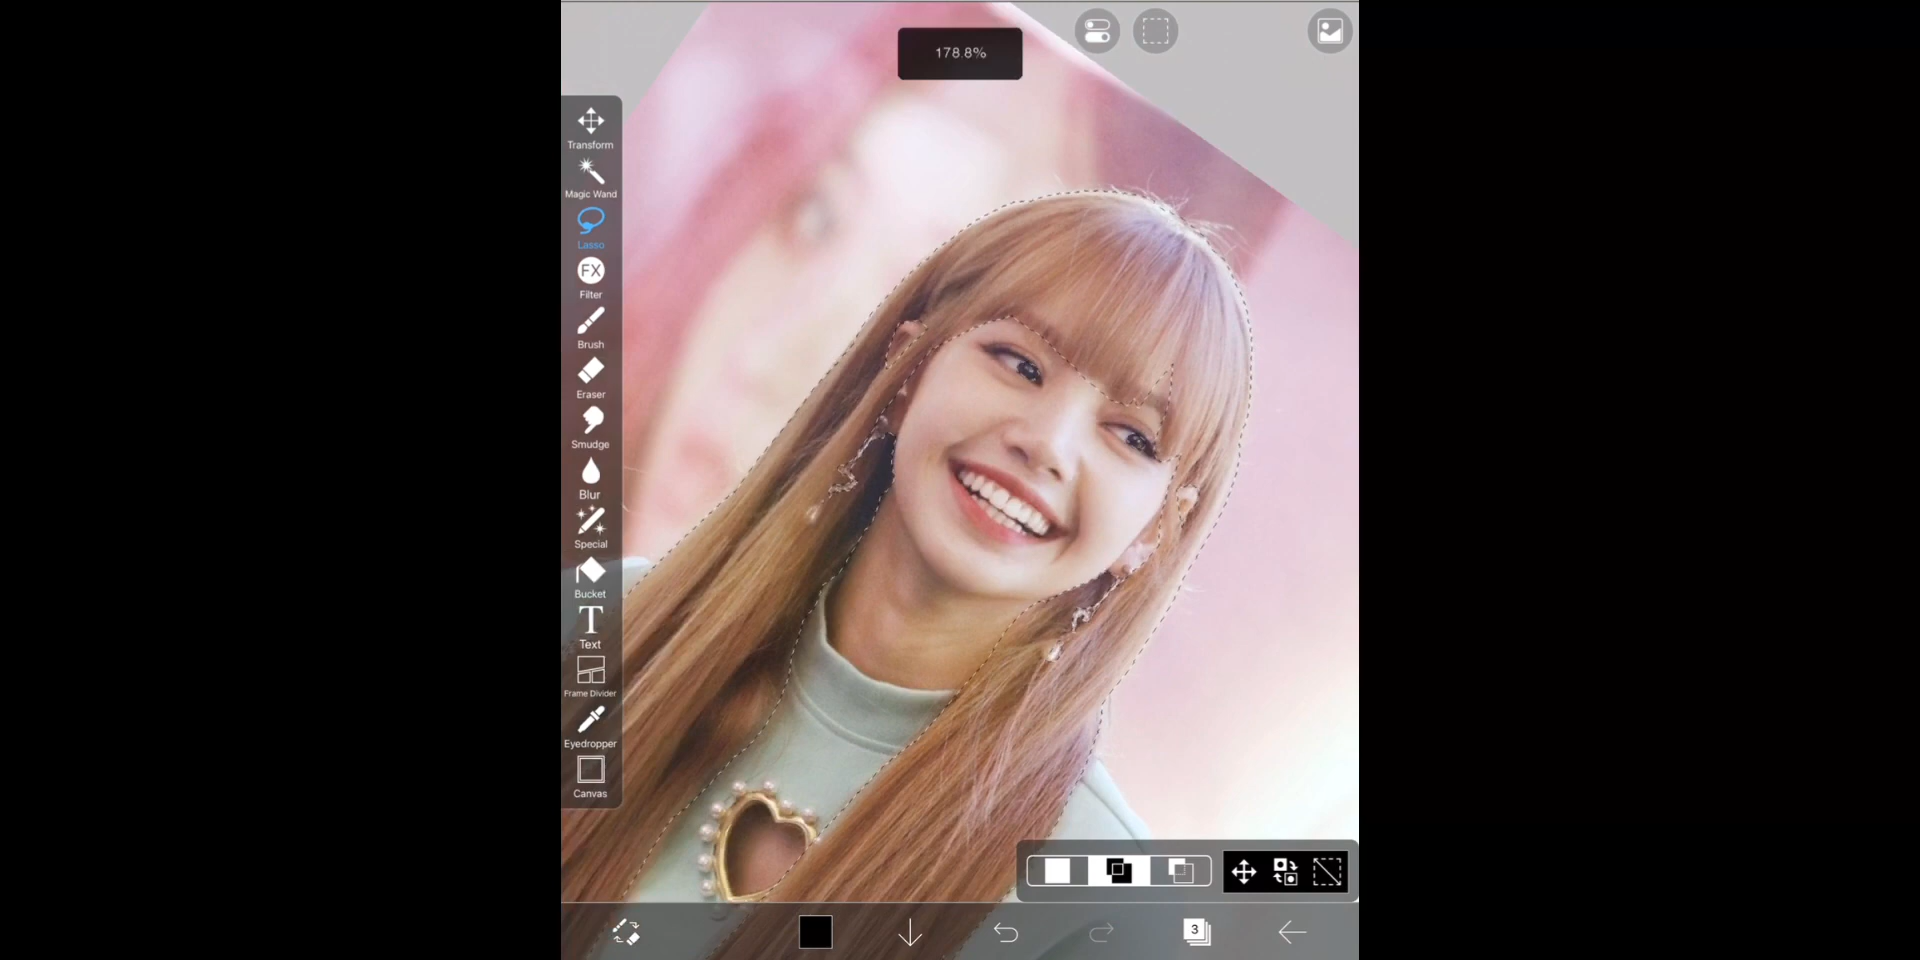 178.8%
Transform
Magic Wand
Lasso
FX
Filter
Brush
Eraser
Smudge
Blur
Special
Bucket
T
Text
Frame Divider
Eyedropper
Canvas
3